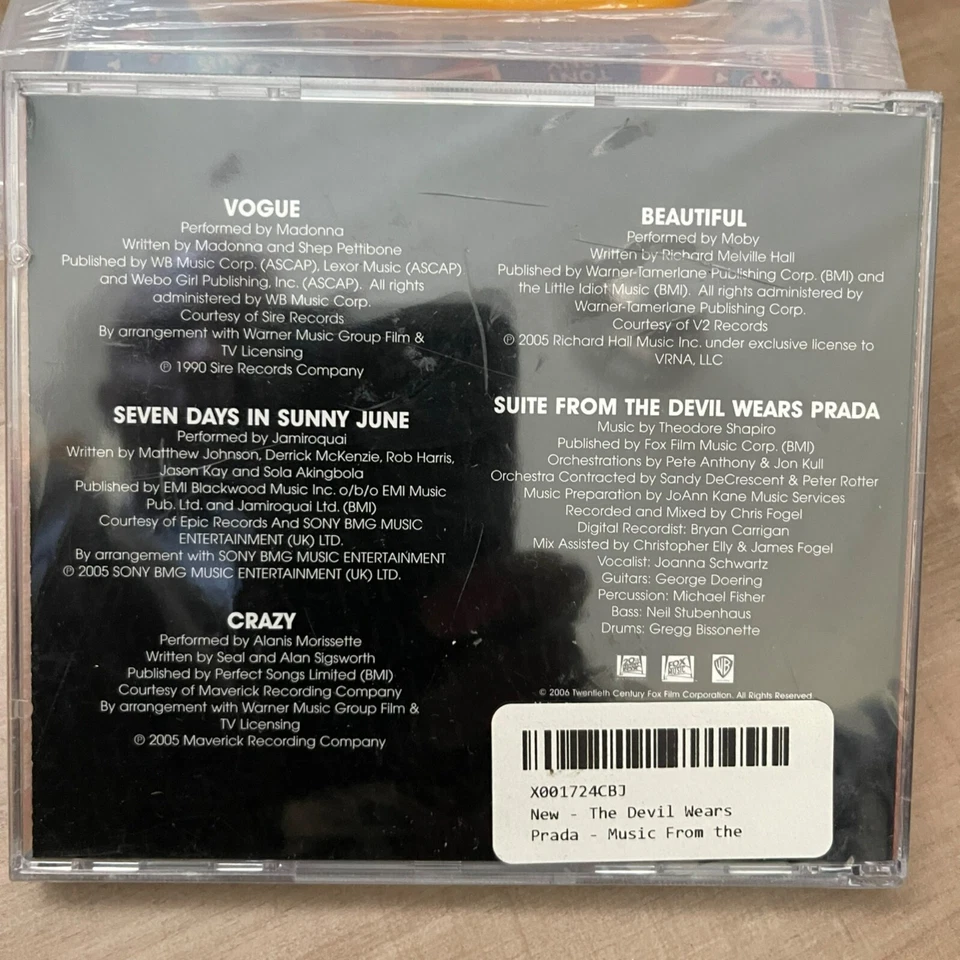 VOGUE
Performed by Madonna
Written by Madonna and Shep Pettibone
Published by WB Music Corp. (ASCAP), Lexor Music (ASCAP)
and Webo Girl Publishing, Inc. (ASCAP). All rights
administered by WB Music Corp.
Courtesy of Sire Records
By arrangement with Warner Music Group Film &
TV Licensing
℗ 1990 Sire Records Company
SEVEN DAYS IN SUNNY JUNE
Performed by Jamiroquai
Written by Matthew Johnson, Derrick McKenzie, Rob Harris,
Jason Kay and Sola Akingbola
Published by EMI Blackwood Music Inc. o/b/o EMI Music
Pub. Ltd. and Jamiroquai Ltd. (BMI)
Courtesy of Epic Records And SONY BMG MUSIC
ENTERTAINMENT (UK) LTD.
By arrangement with SONY BMG MUSIC ENTERTAINMENT
℗ 2005 SONY BMG MUSIC ENTERTAINMENT (UK) LTD.
CRAZY
Performed by Alanis Morissette
Written by Seal and Alan Sigsworth
Published by Perfect Songs Limited (BMI)
Courtesy of Maverick Recording Company
By arrangement with Warner Music Group Film &
TV Licensing
℗ 2005 Maverick Recording Company
BEAUTIFUL
Performed by Moby
Written by Richard Melville Hall
Published by Warner-Tamerlane Publishing Corp. (BMI) and
the Little Idiot Music (BMI). All rights administered by
Warner-Tamerlane Publishing Corp.
Courtesy of V2 Records
℗ 2005 Richard Hall Music Inc. under exclusive license to
VRNA, LLC
SUITE FROM THE DEVIL WEARS PRADA
Music by Theodore Shapiro
Published by Fox Film Music Corp. (BMI)
Orchestrations by Pete Anthony & Jon Kull
Orchestra Contracted by Sandy DeCrescent & Peter Rotter
Music Preparation by JoAnn Kane Music Services
Recorded and Mixed by Chris Fogel
Digital Recordist: Bryan Carrigan
Mix Assisted by Christopher Elly & James Fogel
Vocalist: Joanna Schwartz
Guitars: George Doering
Percussion: Michael Fisher
Bass: Neil Stubenhaus
Drums: Gregg Bissonette
FOX
MUSIC
WB
© 2006 Twentieth Century Fox Film Corporation. All Rights Reserved
X001724CBJ
New - The Devil Wears
Prada - Music From the